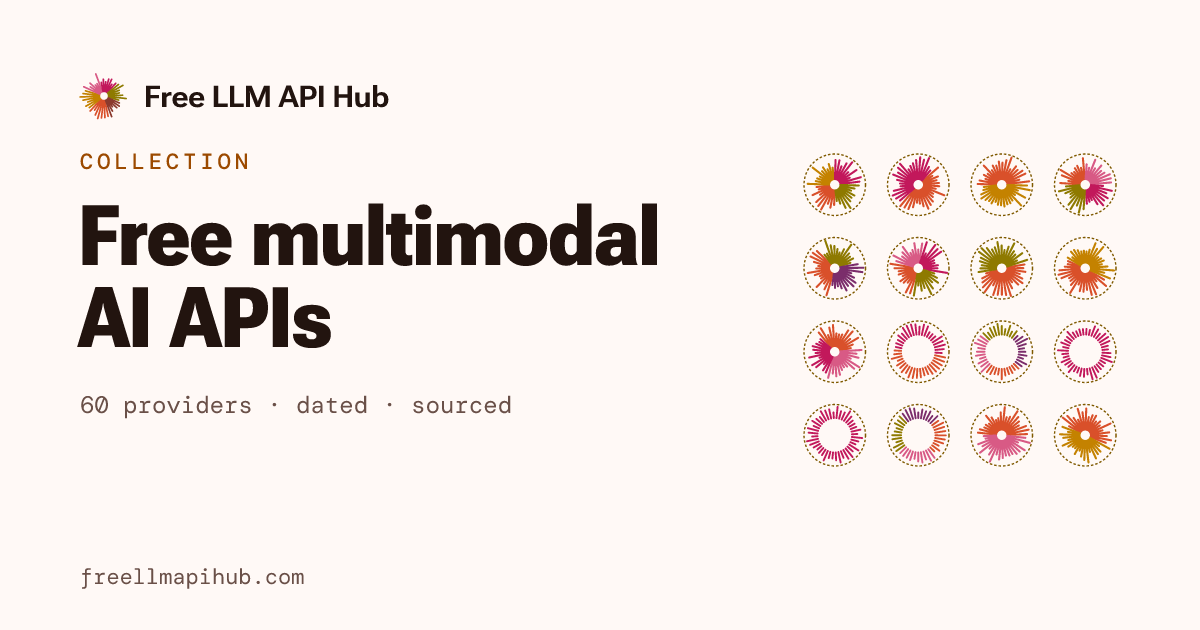 Free LLM API Hub
COLLECTION
Free multimodal
AI APIs
60 providers · dated · sourced
freellmapihub.com